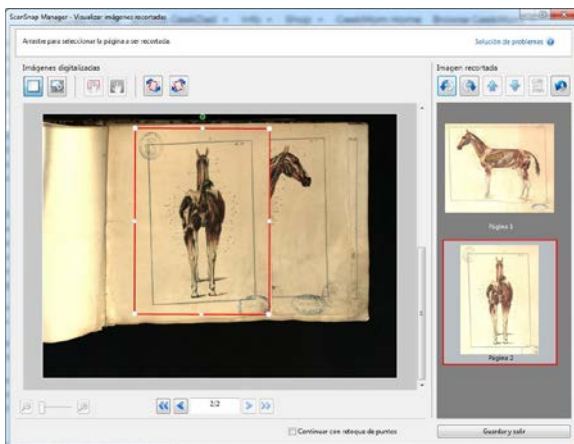 ScanSnap Manager - Visualizar imágenes recortadas
Arrastre para seleccionar la página a ser recortada.
Solución de problemas
Imágenes digitalizadas
Imagen recortada
Página 1
Página 2
2/2
Continuar con retoque de puntos
Guardar y salir